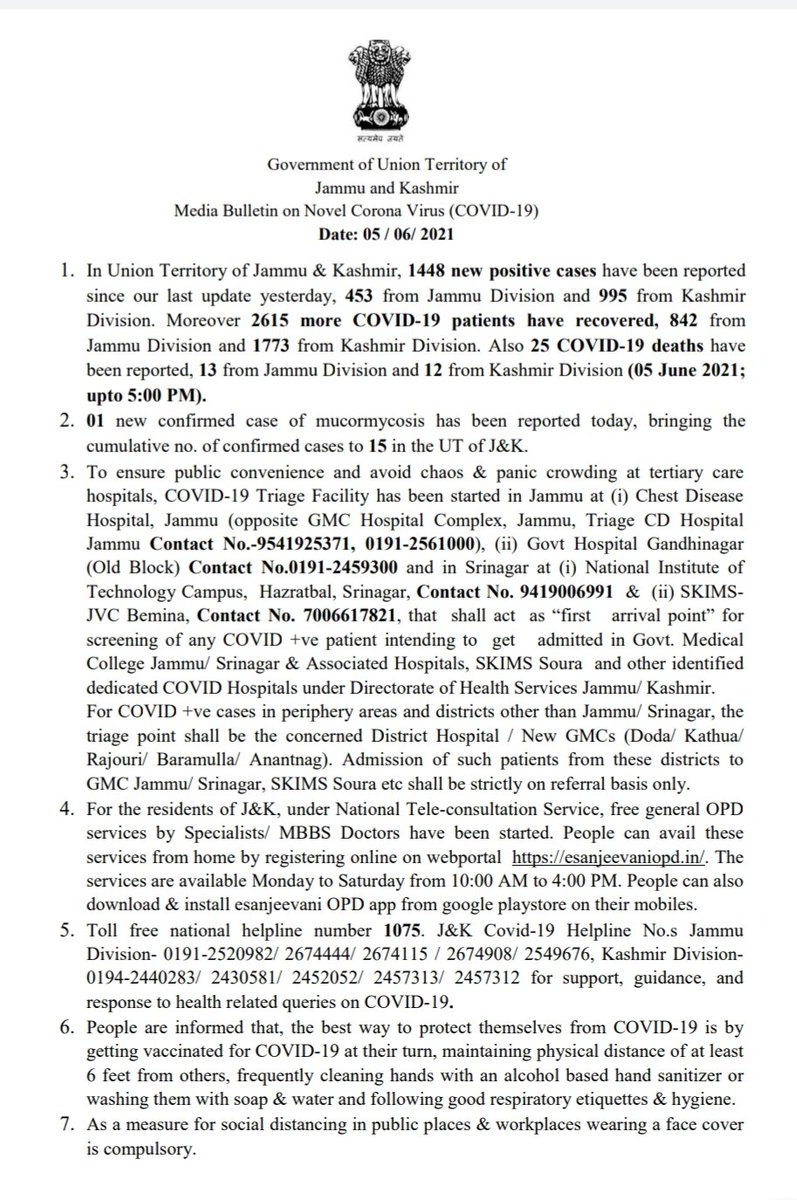 सत्यमेव जयते
Government of Union Territory of
Jammu and Kashmir
Media Bulletin on Novel Corona Virus (COVID-19)
Date: 05 / 06/ 2021
1. In Union Territory of Jammu & Kashmir, 1448 new positive cases have been reported
since our last update yesterday, 453 from Jammu Division and 995 from Kashmir
Division. Moreover 2615 more COVID-19 patients have recovered, 842 from
Jammu Division and 1773 from Kashmir Division. Also 25 COVID-19 deaths have
been reported, 13 from Jammu Division and 12 from Kashmir Division (05 June 2021;
upto 5:00 PM).
2. 01 new confirmed case of mucormycosis has been reported today, bringing the
cumulative no. of confirmed cases to 15 in the UT of J&K.
3. To ensure public convenience and avoid chaos & panic crowding at tertiary care
hospitals, COVID-19 Triage Facility has been started in Jammu at (i) Chest Disease
Hospital, Jammu (opposite GMC Hospital Complex, Jammu, Triage CD Hospital
Jammu Contact No.-9541925371, 0191-2561000), (ii) Govt Hospital Gandhinagar
(Old Block) Contact No.0191-2459300 and in Srinagar at (i) National Institute of
Technology Campus, Hazratbal, Srinagar, Contact No. 9419006991 & (ii) SKIMS-
JVC Bemina, Contact No. 7006617821, that shall act as “first arrival point” for
screening of any COVID +ve patient intending to get admitted in Govt. Medical
College Jammu/ Srinagar & Associated Hospitals, SKIMS Soura and other identified
dedicated COVID Hospitals under Directorate of Health Services Jammu/ Kashmir.
For COVID +ve cases in periphery areas and districts other than Jammu/ Srinagar, the
triage point shall be the concerned District Hospital / New GMCs (Doda/ Kathua/
Rajouri/ Baramulla/ Anantnag). Admission of such patients from these districts to
GMC Jammu/ Srinagar, SKIMS Soura etc shall be strictly on referral basis only.
4. For the residents of J&K, under National Tele-consultation Service, free general OPD
services by Specialists/ MBBS Doctors have been started. People can avail these
services from home by registering online on webportal https://esanjeevaniopd.in/. The
services are available Monday to Saturday from 10:00 AM to 4:00 PM. People can also
download & install esanjeevani OPD app from google playstore on their mobiles.
5. Toll free national helpline number 1075. J&K Covid-19 Helpline No.s Jammu
Division- 0191-2520982/ 2674444/ 2674115 / 2674908/ 2549676, Kashmir Division-
0194-2440283/ 2430581/ 2452052/ 2457313/ 2457312 for support, guidance, and
response to health related queries on COVID-19.
6. People are informed that, the best way to protect themselves from COVID-19 is by
getting vaccinated for COVID-19 at their turn, maintaining physical distance of at least
6 feet from others, frequently cleaning hands with an alcohol based hand sanitizer or
washing them with soap & water and following good respiratory etiquettes & hygiene.
7. As a measure for social distancing in public places & workplaces wearing a face cover
is compulsory.